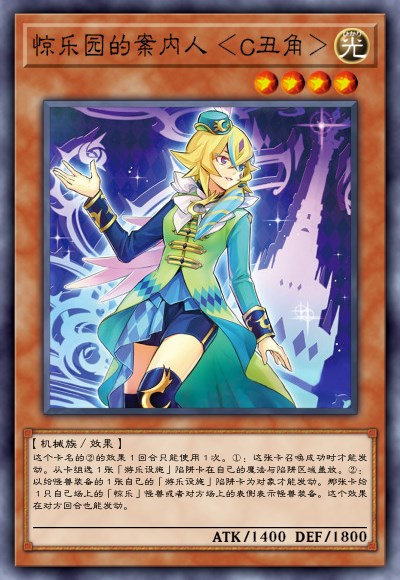 惊乐园的案内人 ＜C丑角＞
光
【机械族／效果】
这个卡名的②的效果1回合只能使用1次。①：这张卡召唤成功时才能发
动。从卡组选1张「游乐设施」陷阱卡在自己的魔法与陷阱区域盖放。②：
以给怪兽装备的1张自己的「游乐设施」陷阱卡为对象才能发动。那张卡给
1只自己场上的「惊乐」怪兽或者对方场上的表侧表示怪兽装备。这个效果
在对方回合也能发动。
ATK/1400 DEF/1800